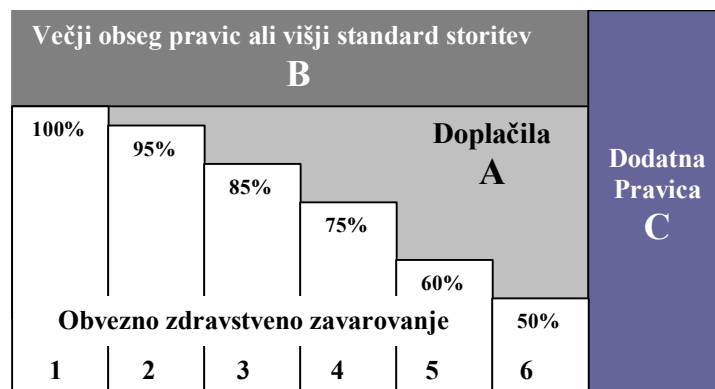 Večji obseg pravic ali višji standard storitev
B
100%
95%
85%
75%
60%
50%
Doplačila
A
Dodatna
Pravica
C
Obvezno zdravstveno zavarovanje
1 2 3 4 5 6